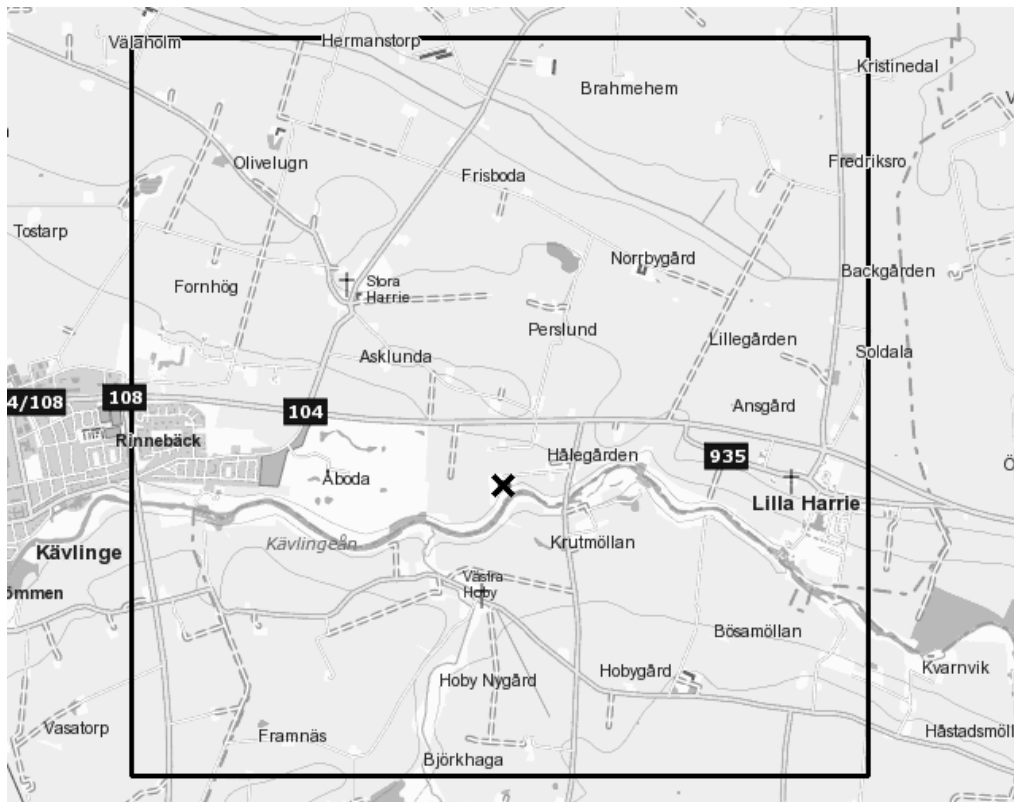 Välaholm
Hermanstorp
Kristinedal
Brahmehem
Olivelugn
Fredriksro
Frisboda
Tostarp
Norrbygård
Backgården
Fornhög
Stora
Harrie
Perslund
Lillegården
Soldala
Asklunda
4/108
108
104
Ansgård
Rinnebäck
935
Hålegården
Åboda
Lilla Harrie
Kävlingeån
Krutmöllan
Kävlinge
Västra
Hoby
ömmen
Bösamöllan
Kvarnvik
Hobygård
Hoby Nygård
Vasatorp
Framnäs
Håstadsmöll
Björkhaga